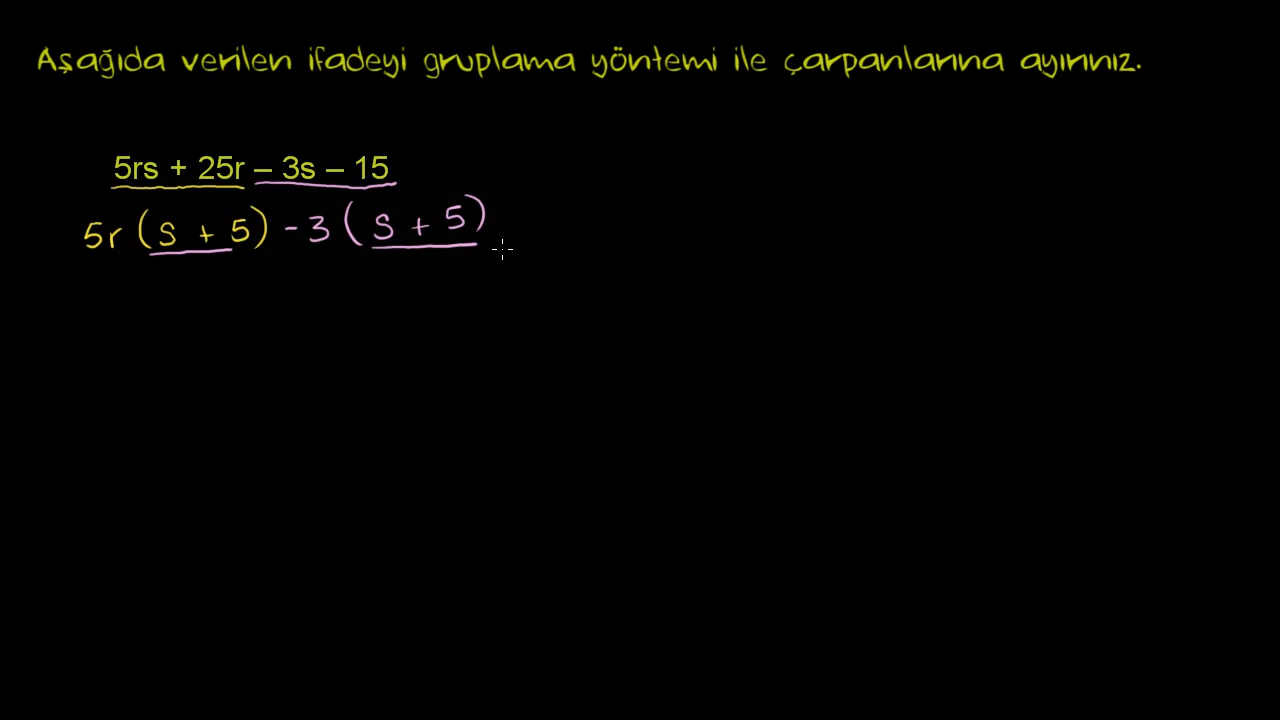 Aşağıda verilen ifadeyi gruplama yöntemi ile çarpanlarına ayırınız.
5rs + 25r – 3s – 15
5r (s + 5) - 3 (s + 5)